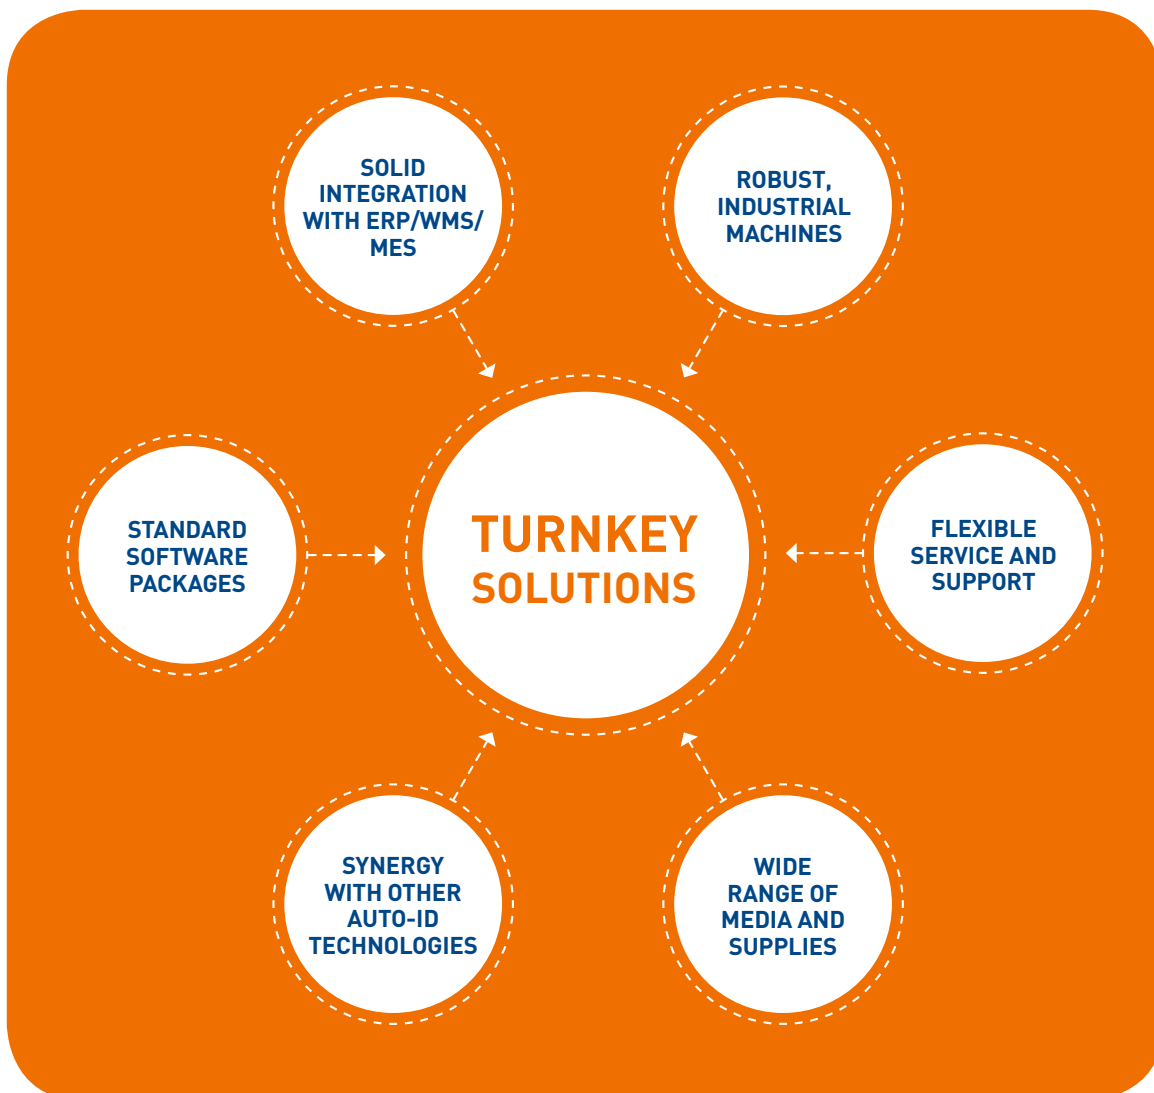 SOLID
INTEGRATION
WITH ERP/WMS/
MES
ROBUST,
INDUSTRIAL
MACHINES
STANDARD
SOFTWARE
PACKAGES
TURNKEY
SOLUTIONS
FLEXIBLE
SERVICE AND
SUPPORT
SYNERGY
WITH OTHER
AUTO-ID
TECHNOLOGIES
WIDE
RANGE OF
MEDIA AND
SUPPLIES